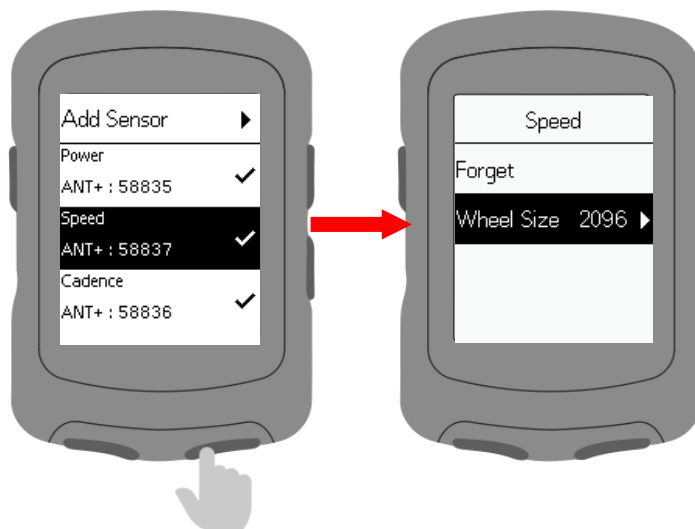 Add Sensor
Power
ANT+ : 58835
Speed
ANT+ : 58837
Cadence
ANT+ : 58836
Speed
Forget
Wheel Size 2096